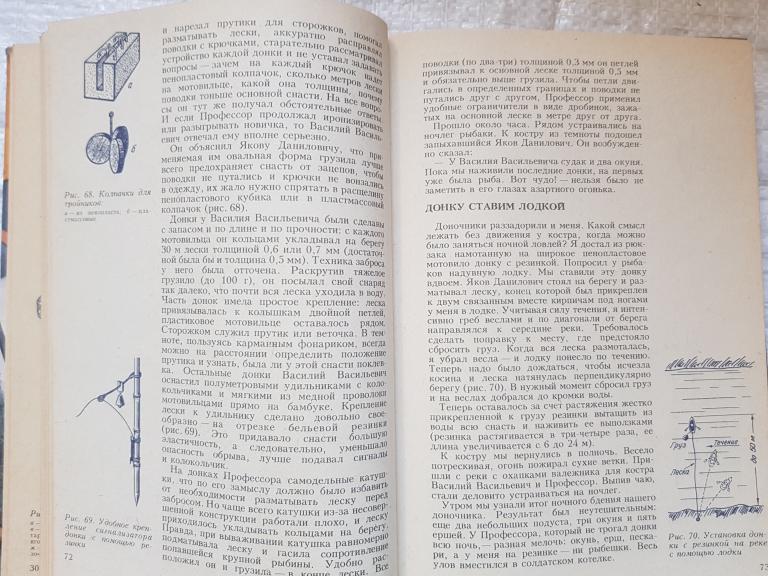 и нарезал прутики для сторожков, помогал
разматывать лески, аккуратно расправлял
поводки с крючками, старательно рассматривал
устройство каждой донки и не уставал задавать
вопросы — зачем на каждый крючок надет
пенопластовый колпачок, сколько метров лески
на мотовильце, какой она толщины, почему
поводки тоньше основной снасти. На все вопро-
сы он тут же получал обстоятельные ответы.
И если Профессор продолжал иронизировать
или разыгрывать новичка, то Василий Василь-
евич отвечал ему вполне серьезно.
Он объяснил Якову Даниловичу, что при-
меняемая им овальная форма грузила лучше
всего предохраняет снасть от зацепов, чтобы
поводки не путались и крючки не вонзались
в одежду, их жало нужно спрятать в расщелину
пенопластового кубика или в пластмассовый
колпачок (рис. 68).
Донки у Василия Васильевича были сделаны
с запасом и по длине и по прочности: с каждого
мотовильца он кольцами укладывал на берегу
30 м лески толщиной 0,6 или 0,7 мм (достаточ-
ной была бы и толщина 0,5 мм). Техника заброса
у него была отточена. Раскрутив тяжелое
грузило (до 100 г), он посылал свой снаряд
так далеко, что почти вся леска уходила в воду.
Часть донок имела простое крепление: леска
привязывалась к колышкам двойной петлей,
пластиковое мотовильце оставалось рядом.
Сторожком служил прутик или веточка. В тем-
ноте, пользуясь карманным фонариком, всегда
можно на расстоянии определить положение
прутика и узнать, была ли у этой снасти поклев-
ка. Остальные донки Василий Васильевич
оснастил полуметровыми удильниками с коло-
кольчиками и мягкими из медной проволоки
мотовильцами прямо на бамбуке. Крепление
лески к удильнику сделано довольно свое-
образно — на отрезке бельевой резинки
(рис. 69). Это придавало снасти большую
эластичность, а следовательно, уменьшало
опасность обрыва, лучше подавал сигналы
и колокольчик.
На донках Профессора самодельные катуш-
ки, что по его замыслу должно было избавить
от необходимости разматывать леску перед
забросом. Но чаще всего катушки из-за несовер-
шенной конструкции работали плохо, и леску
приходилось укладывать кольцами на берегу.
Правда, при вываживании катушка равномерно
подматывала леску и гасила сопротивление
попавшейся крупной рыбины. Удобно рас-
положил он и грузила — в конце лески. Все
а
б
Рис. 68. Колпачки для
тройников:
а — из пенопласта, б — пла-
стмассовые
Рис. 69. Удобное креп-
ление сигнализатора
донки с помощью ре-
зинки
72
30
поводки (по два-три) толщиной 0,3 мм он петлей
привязывал к основной леске толщиной 0,5 мм
и обязательно выше грузила. Чтобы петли дви-
гались в определенных границах и поводки не
путались друг с другом, Профессор применил
удобные ограничители в виде дробинок, зажа-
тых на основной леске в метре друг от друга.
Прошло около часа. Рядом устраивались на
ночлег рыбаки. К костру из темноты подошел
запыхавшийся Яков Данилович. Он возбужден-
но сказал:
— У Василия Васильевича судак и два окуня.
Пока мы наживили последние донки, на первых
уже была рыба. Вот чудо! — нельзя было не
заметить в его глазах азартного огонька.
ДОНКУ СТАВИМ ЛОДКОЙ
Доночники раззадорили и меня. Какой смысл
лежать без движения у костра, когда можно
было заняться ночной ловлей? Я достал из рюк-
зака намотанную на широкое пенопластовое
мотовило донку с резинкой. Попросил у рыба-
ков надувную лодку. Мы ставили эту донку
вдвоем. Яков Данилович стоял на берегу и раз-
матывал леску, конец которой был прикреплен
к двум связанным вместе кирпичам под ногами
у меня в лодке. Учитывая силу течения, я интен-
сивно греб веслами и по диагонали от берега
направлялся к середине реки. Требовалось
сделать поправку к месту, где предстояло
сбросить груз. Когда вся леска размоталась,
я убрал весла — и лодку понесло по течению.
Теперь надо было дождаться, чтобы исчезла
косина и леска натянулась перпендикулярно
берегу (рис. 70). В нужный момент сбросил груз
и на веслах добрался до кромки воды.
Теперь оставалось за счет растяжения жестко
прикрепленной к грузу резинки вытащить из
воды всю снасть и наживить ее выползками
(резинка растягивается в три-четыре раза, ее
длина увеличивается с 6 до 24 м).
К костру мы вернулись в полночь. Весело
потрескивая, огонь пожирал сухие ветки. При-
шли с реки с охапками валежника для костра
Василий Васильевич и Профессор. Выпив чаю,
стали деловито устраиваться на ночлег.
Утром мы узнали итог ночного бдения нашего
доночника. Результат был неутешительным:
еще два небольших подуста, три окуня и пять
ершей. У Профессора, который не трогал донки
всю ночь, — разная мелочь: окунь, ерш, песка-
ри, а у меня на резинку — ни рыбешки. Весь
улов вместился в солдатском котелке.
Груз
Течение
Леска
до 50 м
Рис. 70. Установка дон-
ки с резинкой на реке
с помощью лодки
73